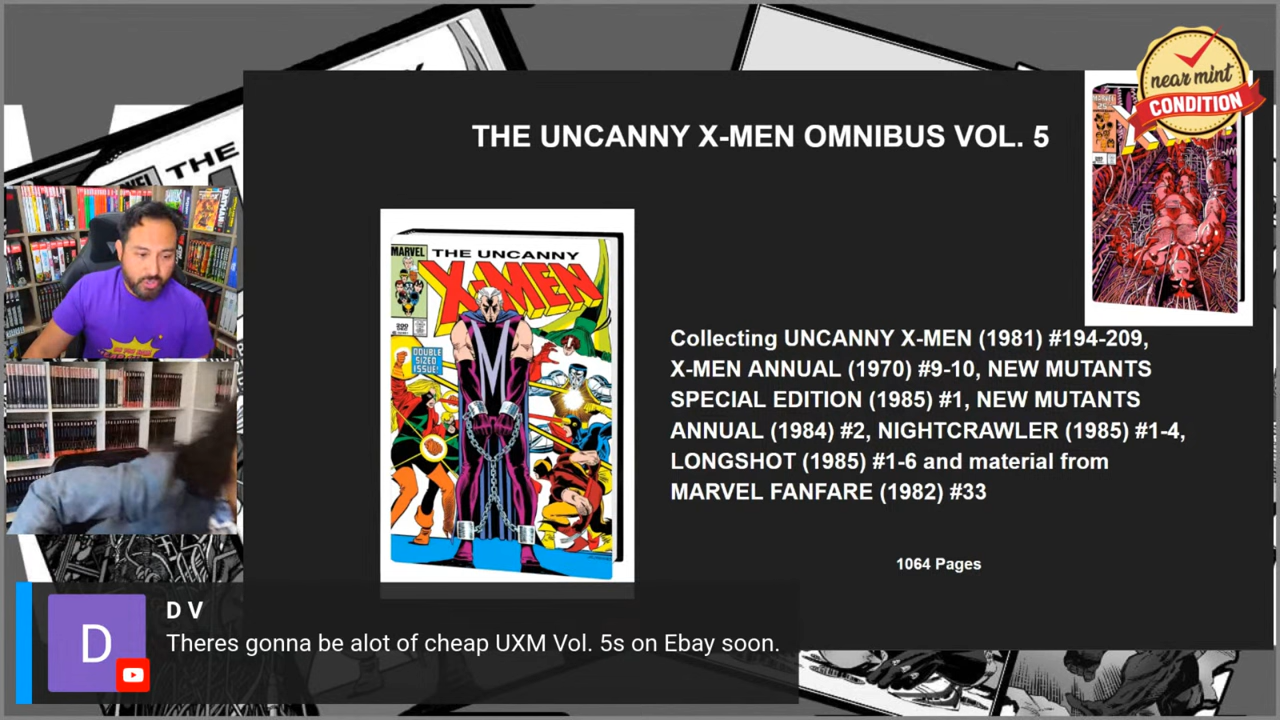 near mint
CONDITION
THE UNCANNY X-MEN OMNIBUS VOL. 5
THE
MARVEL
THE UNCANNY
X-MEN
200
DOUBLE
SIZED
ISSUE!
Collecting UNCANNY X-MEN (1981) #194-209,
X-MEN ANNUAL (1970) #9-10, NEW MUTANTS
SPECIAL EDITION (1985) #1, NEW MUTANTS
ANNUAL (1984) #2, NIGHTCRAWLER (1985) #1-4,
LONGSHOT (1985) #1-6 and material from
MARVEL FANFARE (1982) #33
1064 Pages
D
D V
Theres gonna be alot of cheap UXM Vol. 5s on Ebay soon.